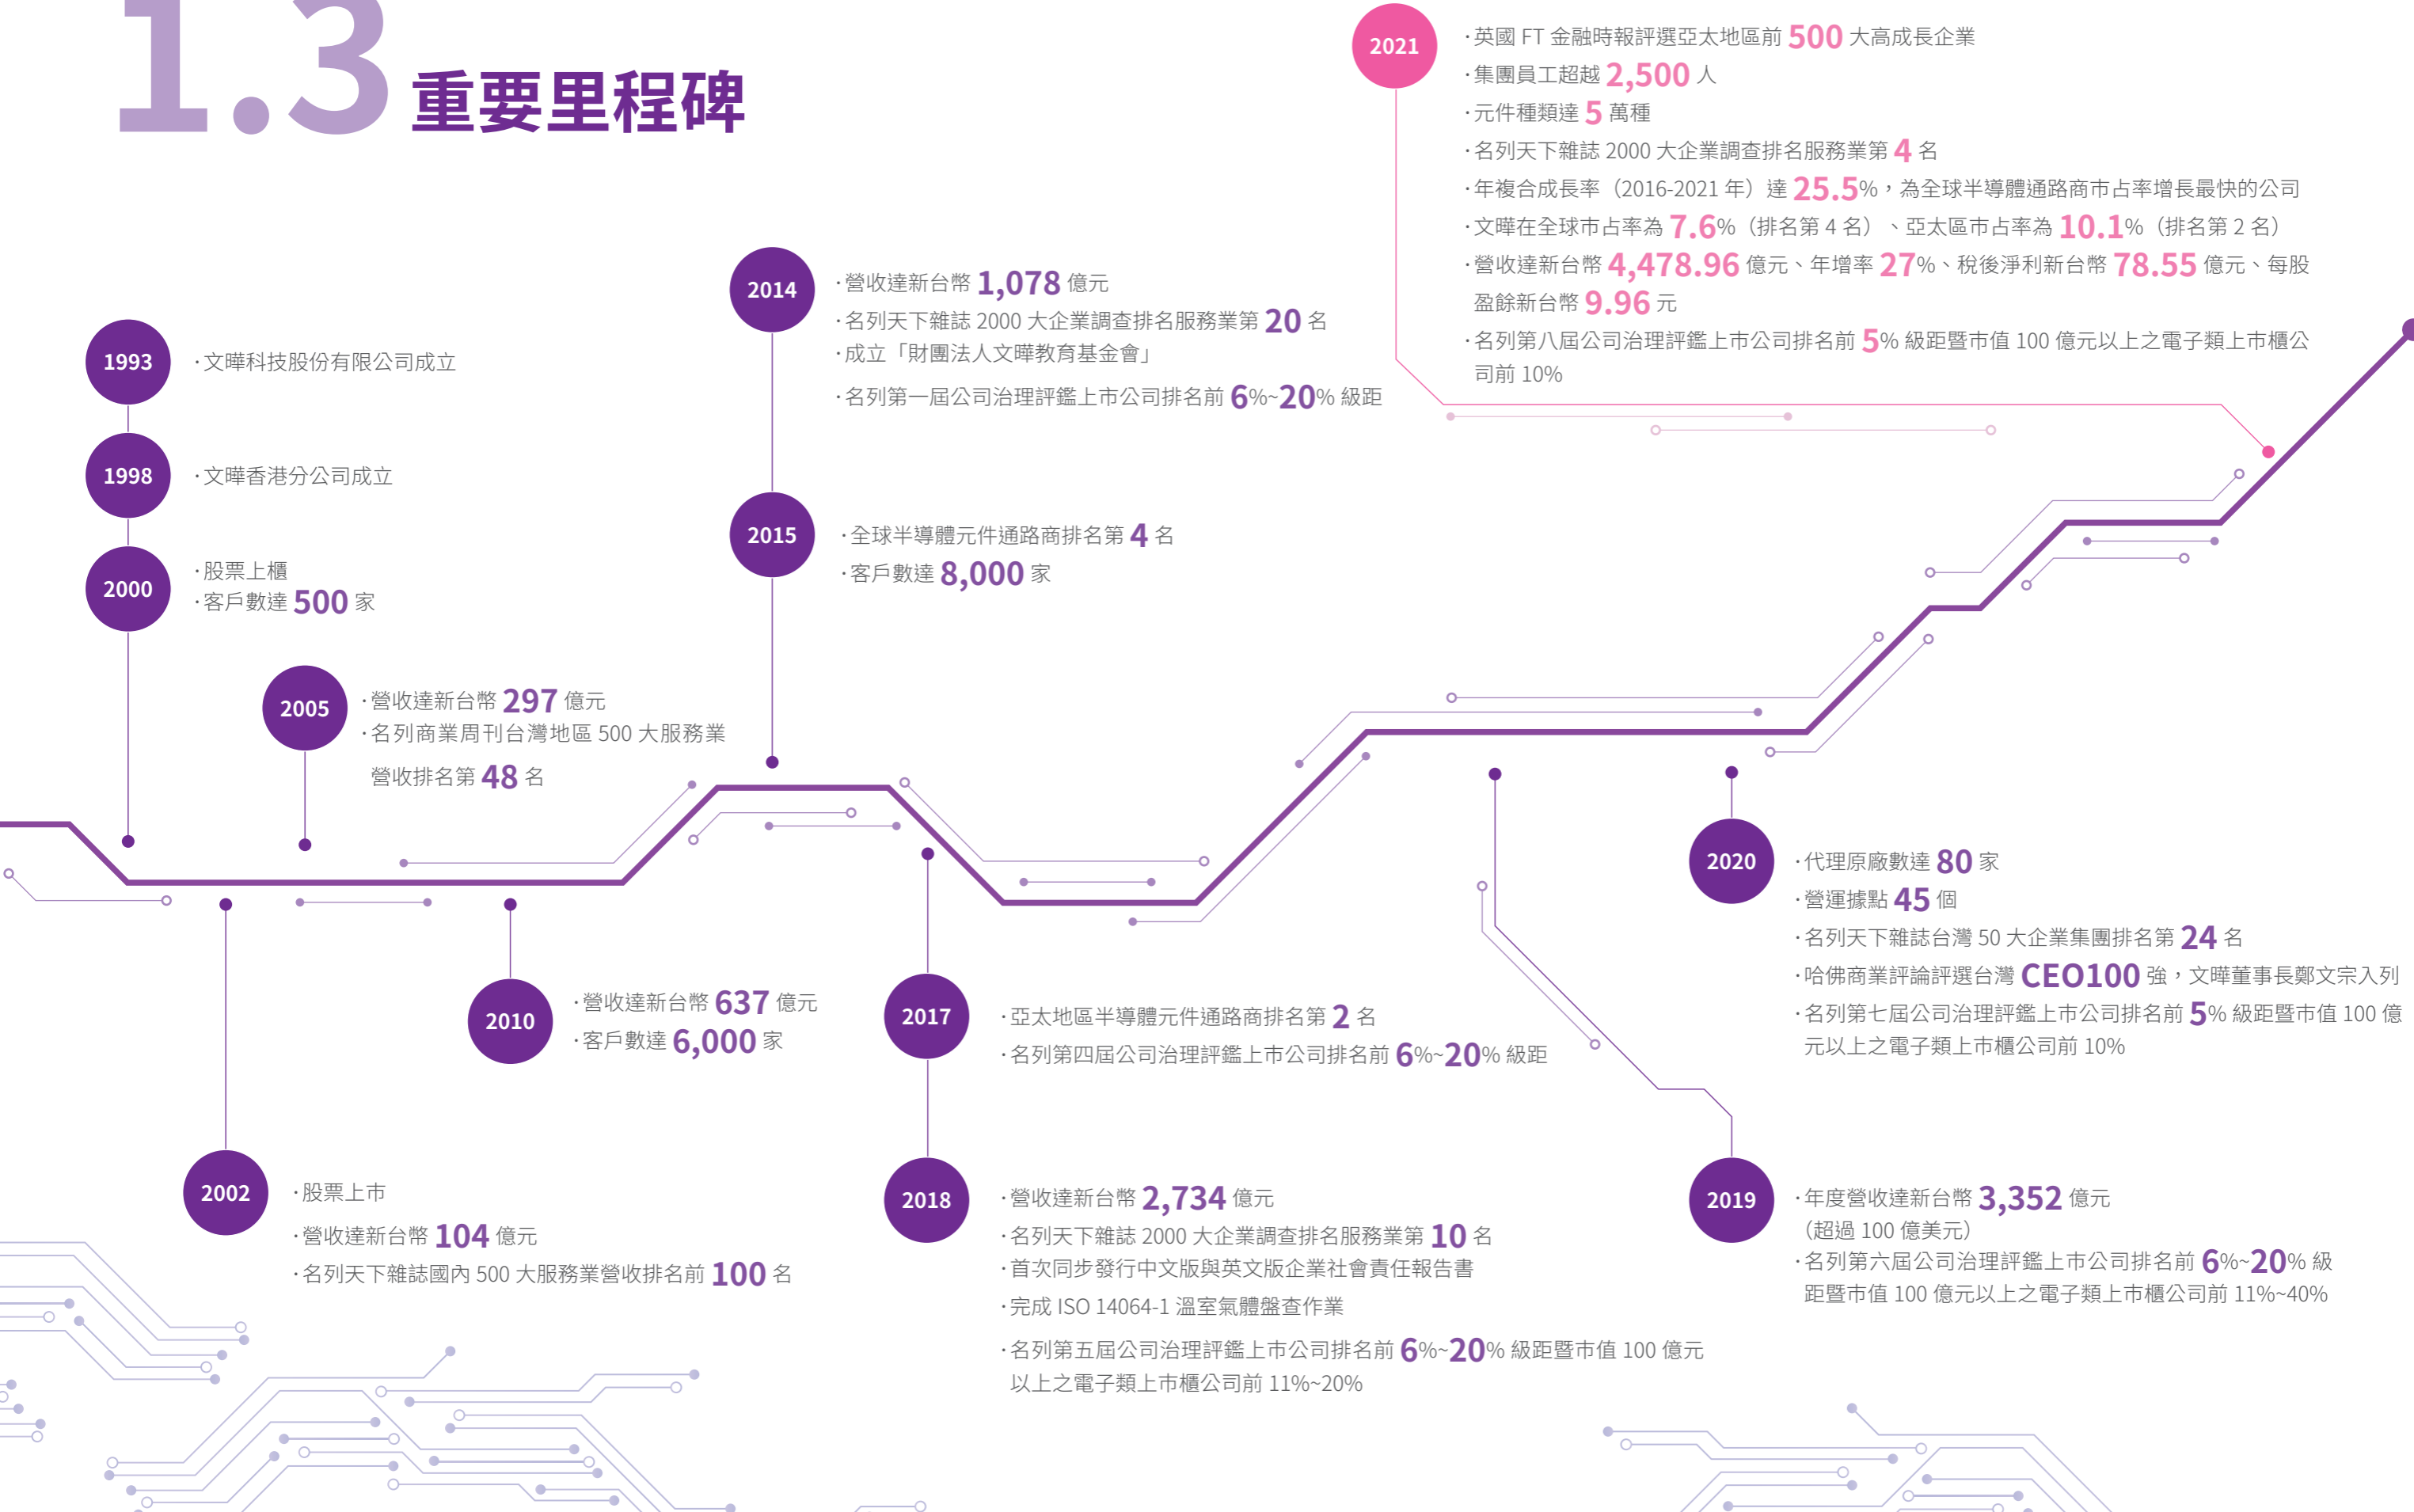 1.3 重要里程碑
1993
·文曄科技股份有限公司成立
1998
·文曄香港分公司成立
2000
·股票上櫃
·客戶數達 500 家
2002
·股票上市
·營收達新台幣 104 億元
·名列天下雜誌國內 500 大服務業營收排名前 100 名
2005
·營收達新台幣 297 億元
·名列商業周刊台灣地區 500 大服務業
營收排名第 48 名
2010
·營收達新台幣 637 億元
·客戶數達 6,000 家
2014
·營收達新台幣 1,078 億元
·名列天下雜誌 2000 大企業調查排名服務業第 20 名
·成立「財團法人文曄教育基金會」
·名列第一屆公司治理評鑑上市公司排名前 6%~20% 級距
2015
·全球半導體元件通路商排名第 4 名
·客戶數達 8,000 家
2017
·亞太地區半導體元件通路商排名第 2 名
·名列第四屆公司治理評鑑上市公司排名前 6%~20% 級距
2018
·營收達新台幣 2,734 億元
·名列天下雜誌 2000 大企業調查排名服務業第 10 名
·首次同步發行中文版與英文版企業社會責任報告書
·完成 ISO 14064-1 溫室氣體盤查作業
·名列第五屆公司治理評鑑上市公司排名前 6%~20% 級距暨市值 100 億元
以上之電子類上市櫃公司前 11%~20%
2019
·年度營收達新台幣 3,352 億元
（超過 100 億美元）
·名列第六屆公司治理評鑑上市公司排名前 6%~20% 級
距暨市值 100 億元以上之電子類上市櫃公司前 11%~40%
2020
·代理原廠數達 80 家
·營運據點 45 個
·名列天下雜誌台灣 50 大企業集團排名第 24 名
·哈佛商業評論評選台灣 CEO100 強，文曄董事長鄭文宗入列
·名列第七屆公司治理評鑑上市公司排名前 5% 級距暨市值 100 億
元以上之電子類上市櫃公司前 10%
2021
·英國 FT 金融時報評選亞太地區前 500 大高成長企業
·集團員工超越 2,500 人
·元件種類達 5 萬種
·名列天下雜誌 2000 大企業調查排名服務業第 4 名
·年複合成長率（2016-2021 年）達 25.5%，為全球半導體通路商市占率增長最快的公司
·文曄在全球市占率為 7.6%（排名第 4 名）、亞太區市占率為 10.1%（排名第 2 名）
·營收達新台幣 4,478.96 億元、年增率 27%、稅後淨利新台幣 78.55 億元、每股
盈餘新台幣 9.96 元
·名列第八屆公司治理評鑑上市公司排名前 5% 級距暨市值 100 億元以上之電子類上市櫃公
司前 10%